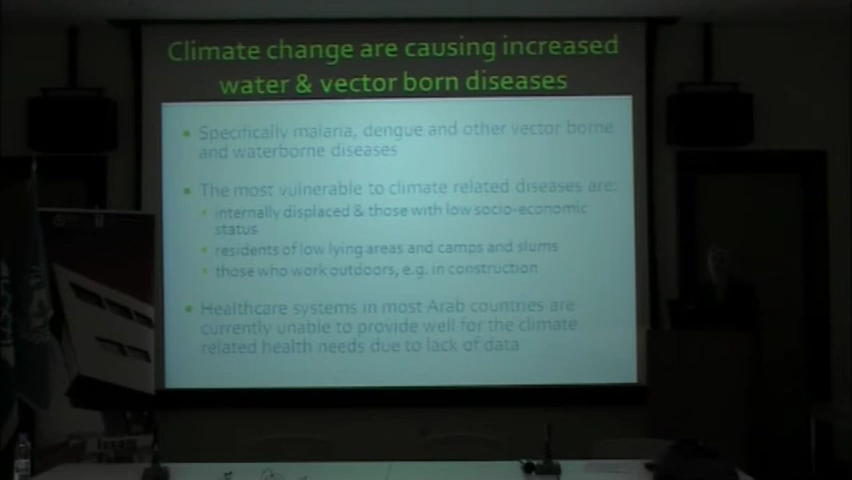 Climate change are causing increased
water & vector born diseases
Specifically malaria, dengue and other vector borne
and waterborne diseases
The most vulnerable to climate related diseases are:
internally displaced & those with low socio-economic
status
residents of low lying areas and camps and slums
those who work outdoors, e.g. in construction
Healthcare systems in most Arab countries are
currently unable to provide well for the climate
related health needs due to lack of data